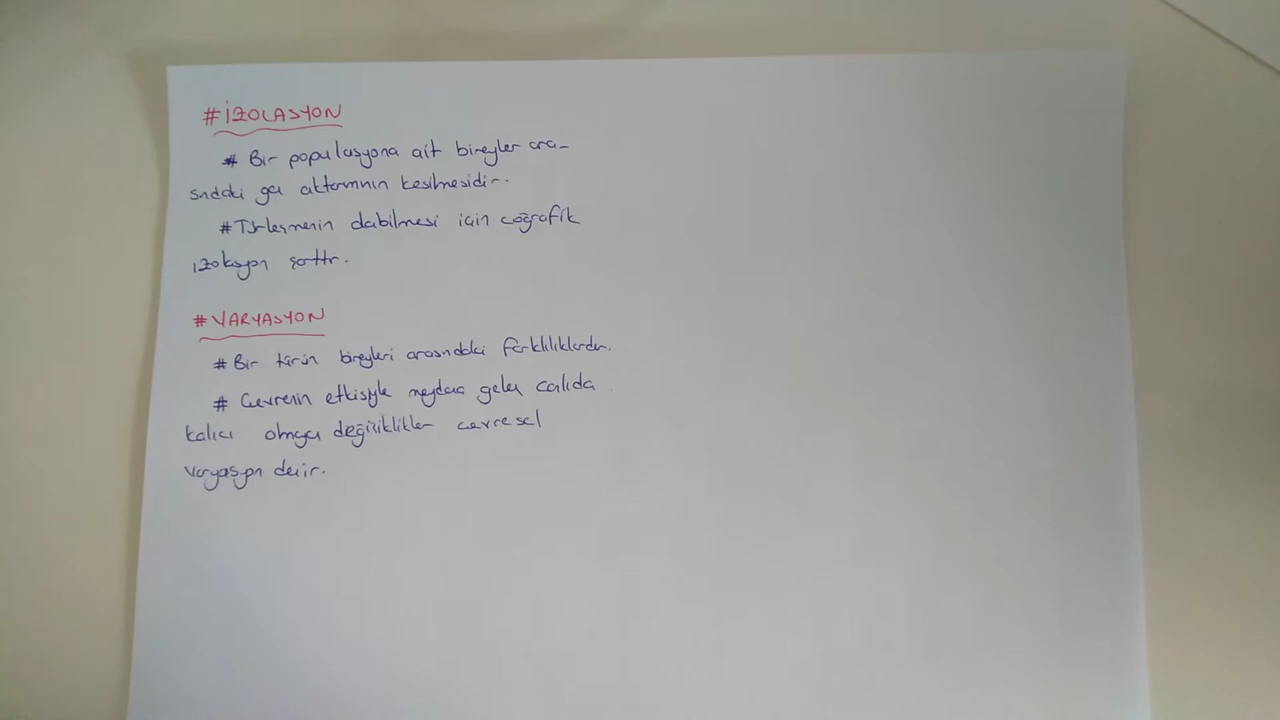 #İZOLASYON
# Bir populasyona ait bireyler ara-
sındaki gen aktarımının kesilmesidir.
#Türleşmenin olabilmesi için coğrafik
izolasyon şarttır.
#VARYASYON
# Bir türün bireyleri arasındaki farklılıklardır.
# Çevrenin etkisiyle meydana gelen calıda
kalıcı olmayan değişiklikler çevresel
varyasyon denir.